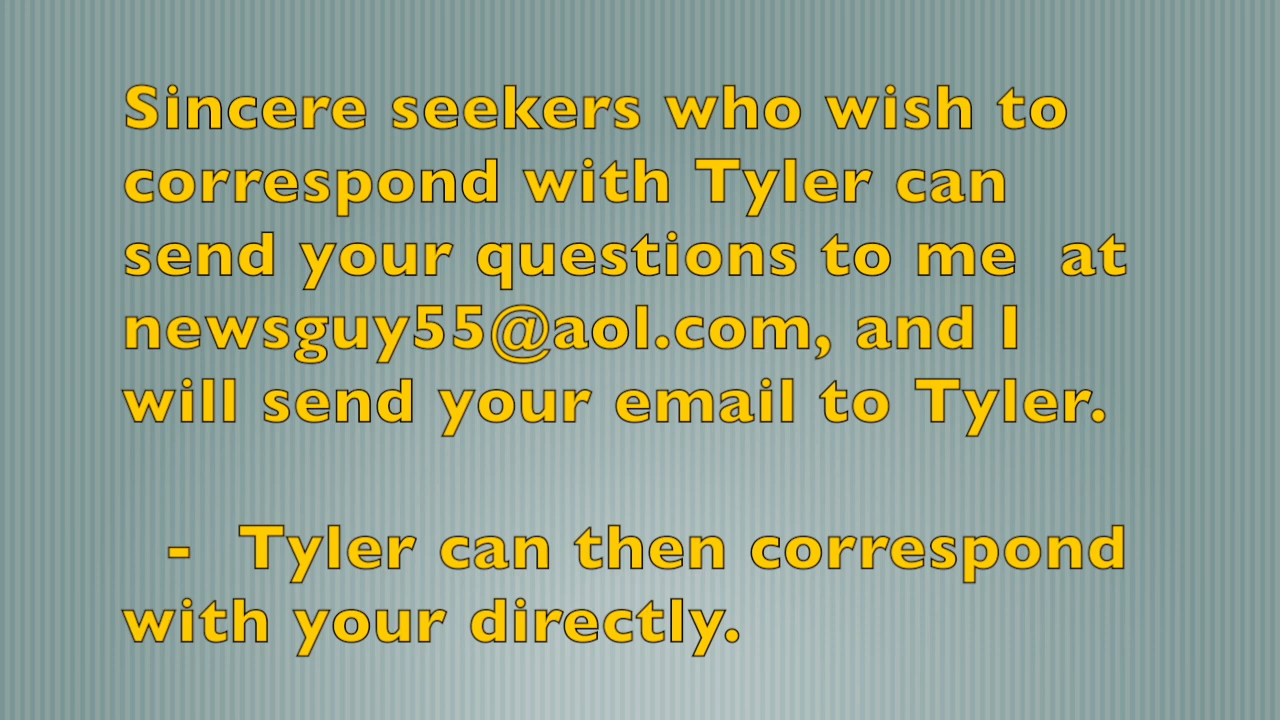 Sincere seekers who wish to
correspond with Tyler can
send your questions to me  at
newsguy55@aol.com, and I
will send your email to Tyler.
-  Tyler can then correspond
with your directly.